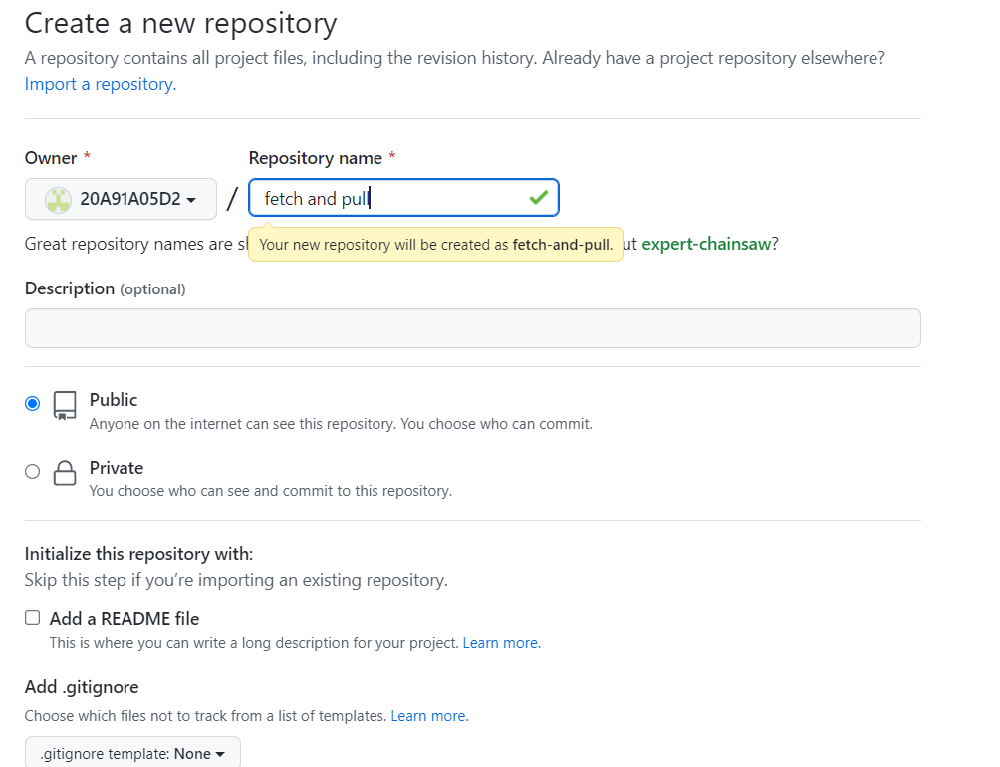 Create a new repository
A repository contains all project files, including the revision history. Already have a project repository elsewhere?
Import a repository.
Owner *
Repository name *
20A91A05D2
/
fetch and pull
Great repository names are
Your new repository will be created as fetch-and-pull.
expert-chainsaw?
Description (optional)
Public
Anyone on the internet can see this repository. You choose who can commit.
Private
You choose who can see and commit to this repository.
Initialize this repository with:
Skip this step if you’re importing an existing repository.
Add a README file
This is where you can write a long description for your project. Learn more.
Add .gitignore
Choose which files not to track from a list of templates. Learn more.
.gitignore template: None